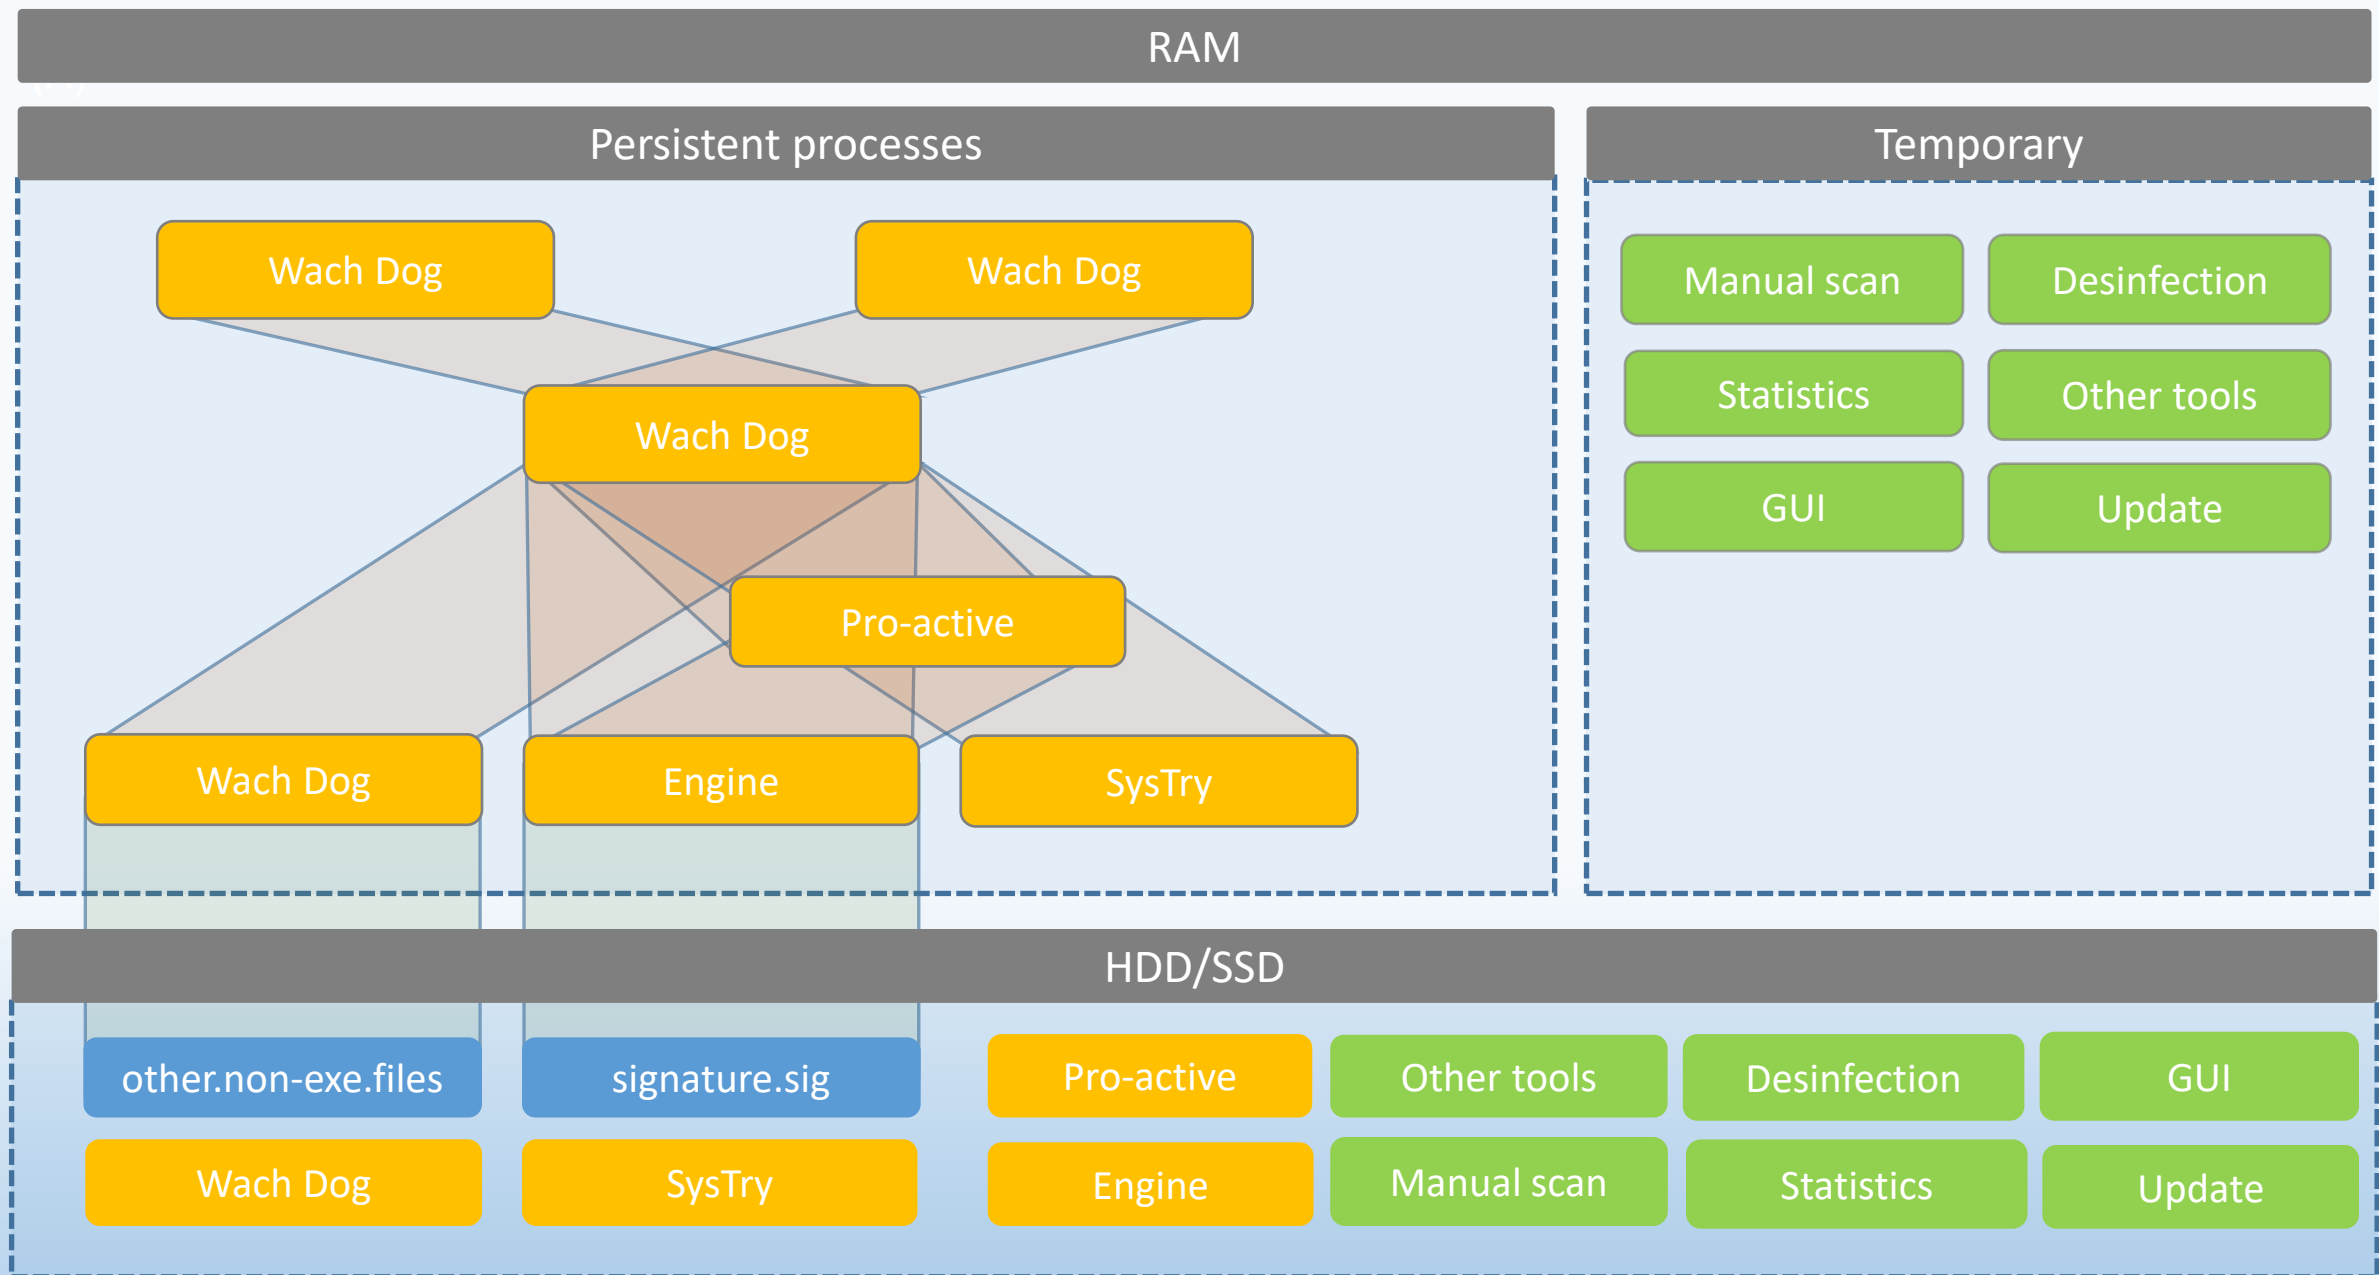 RAM
Persistent processes
Temporary
Wach Dog
Wach Dog
Manual scan
Desinfection
Statistics
Other tools
Wach Dog
GUI
Update
Pro-active
Wach Dog
Engine
SysTry
HDD/SSD
other.non-exe.files
signature.sig
Pro-active
Other tools
Desinfection
GUI
Wach Dog
SysTry
Engine
Manual scan
Statistics
Update